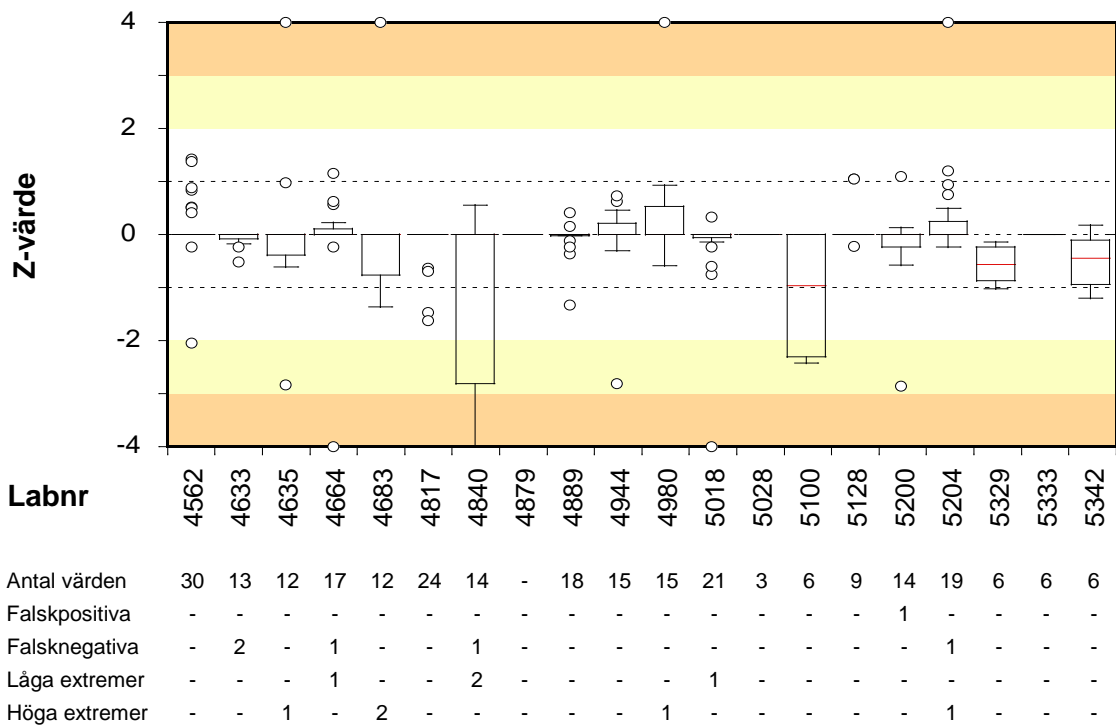 4
2
0
-2
-4
Z-värde
Labnr 4562 4633 4635 4664 4683 4817 4840 4879 4889 4944 4980 5018 5028 5100 5128 5200 5204 5329 5333 5342
Antal värden 30 13 12 17 12 24 14 - 18 15 15 21 3 6 9 14 19 6 6 6
Falskpositiva - - - - - - - - - - - - - - - 1 - - - -
Falsknegativa - 2 - 1 - - 1 - - - - - - - - - 1 - - -
Låga extremer - - - 1 - - 2 - - - - 1 - - - - - - - -
Höga extremer - - 1 - 2 - - - - - 1 - - - - - 1 - - -